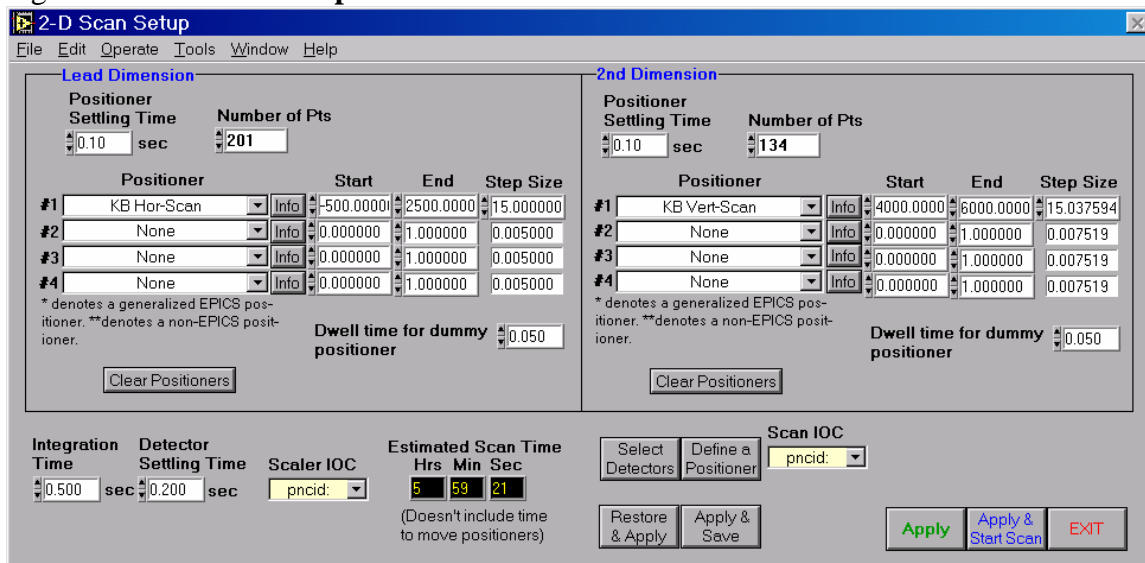 2-D Scan Setup
File Edit Operate Tools Window Help
Lead Dimension
Positioner
Settling Time
Number of Pts
0.10 sec
201
Positioner Start End Step Size
#1 KB Hor-Scan Info -500.0000 2500.0000 15.000000
#2 None Info 0.000000 1.000000 0.005000
#3 None Info 0.000000 1.000000 0.005000
#4 None Info 0.000000 1.000000 0.005000
* denotes a generalized EPICS pos-
itioner. **denotes a non-EPICS posit-
ioner.
Dwell time for dummy
positioner
0.050
Clear Positioners
2nd Dimension
Positioner
Settling Time
Number of Pts
0.10 sec
134
Positioner Start End Step Size
#1 KB Vert-Scan Info 4000.0000 6000.0000 15.037594
#2 None Info 0.000000 1.000000 0.007519
#3 None Info 0.000000 1.000000 0.007519
#4 None Info 0.000000 1.000000 0.007519
* denotes a generalized EPICS pos-
itioner. **denotes a non-EPICS posit-
ioner.
Dwell time for dummy
positioner
0.050
Clear Positioners
Integration
Time
0.500 sec
Detector
Settling Time
0.200 sec
Scaler IOC
pncid:
Estimated Scan Time
Hrs Min Sec
5 59 21
(Doesn't include time
to move positioners)
Select
Detectors
Define a
Positioner
Scan IOC
pncid:
Restore
& Apply
Apply &
Save
Apply
Apply &
Start Scan
EXIT